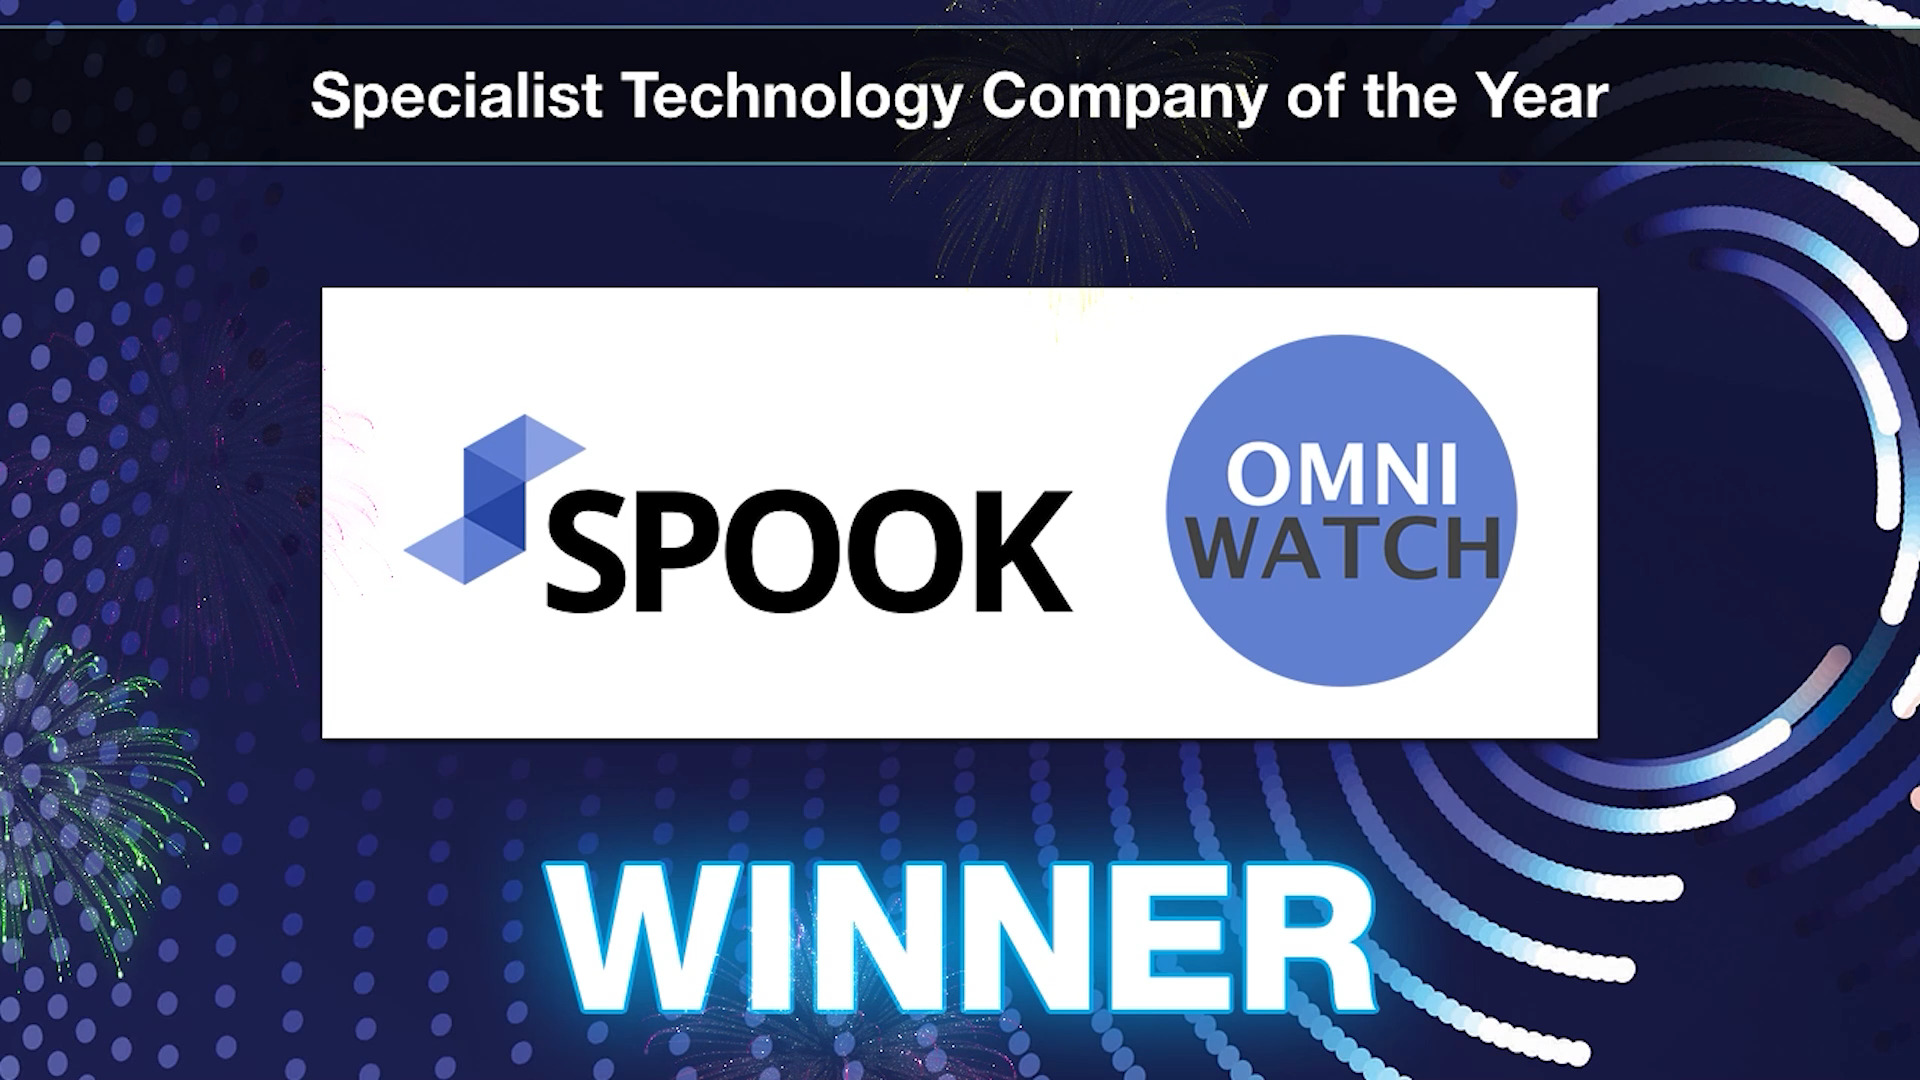 Specialist Technology Company of the Year
SPOOK
OMNI
WATCH
WINNER